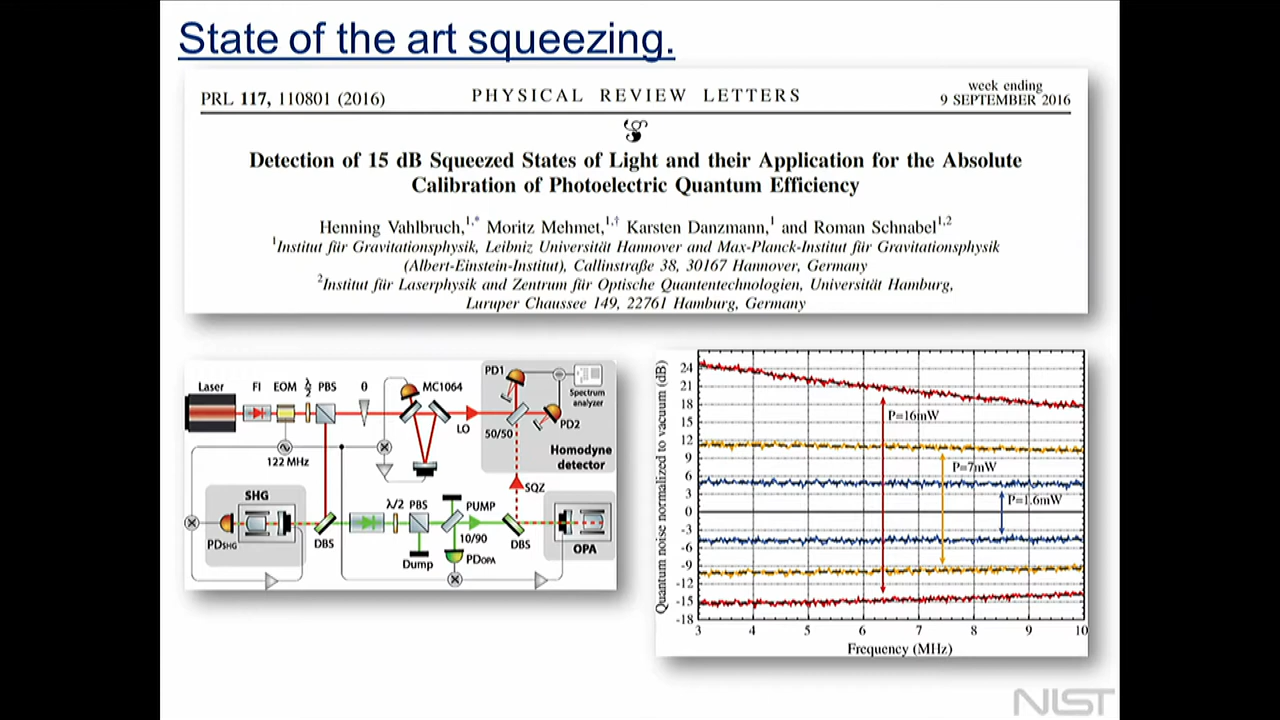 State of the art squeezing.
PRL 117, 110801 (2016)
PHYSICAL REVIEW LETTERS
week ending
9 SEPTEMBER 2016
Detection of 15 dB Squeezed States of Light and their Application for the Absolute
Calibration of Photoelectric Quantum Efficiency
Henning Vahlbruch,1,* Moritz Mehmet,1,† Karsten Danzmann,1 and Roman Schnabel1,2
1Institut für Gravitationsphysik, Leibniz Universität Hannover and Max-Planck-Institut für Gravitationsphysik
(Albert-Einstein-Institut), Callinstraße 38, 30167 Hannover, Germany
2Institut für Laserphysik and Zentrum für Optische Quantentechnologien, Universität Hamburg,
Luruper Chaussee 149, 22761 Hamburg, Germany
Laser
FI
EOM
λ/2
PBS
θ
MC1064
LO
PD1
Spectrum
analyzer
PD2
50/50
Homodyne
detector
122 MHz
SQZ
SHG
PDSHG
DBS
λ/2
PBS
PUMP
10/90
Dump
PDOPA
DBS
OPA
Quantum noise normalized to vacuum (dB)
24
21
18
15
12
9
6
3
0
-3
-6
-9
-12
-15
-18
P=16mW
P=7mW
P=1.6mW
3 4 5 6 7 8 9 10
Frequency (MHz)
NIST